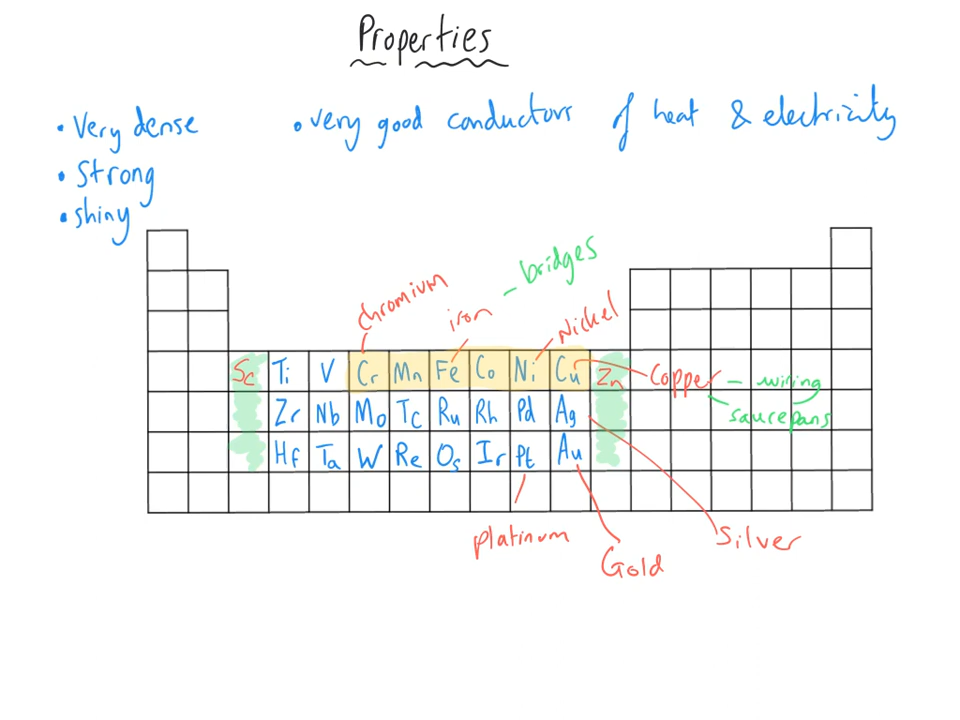 Properties
• Very dense
• very good conductors of heat & electricity
• Strong
• shiny
chromium
iron
– bridges
Nickel
Sc Ti V Cr Mn Fe Co Ni Cu Zn
Copper – wiring
saucepans
Zr Nb Mo Tc Ru Rh Pd Ag
Hf Ta W Re Os Ir Pt Au
platinum
Gold
Silver